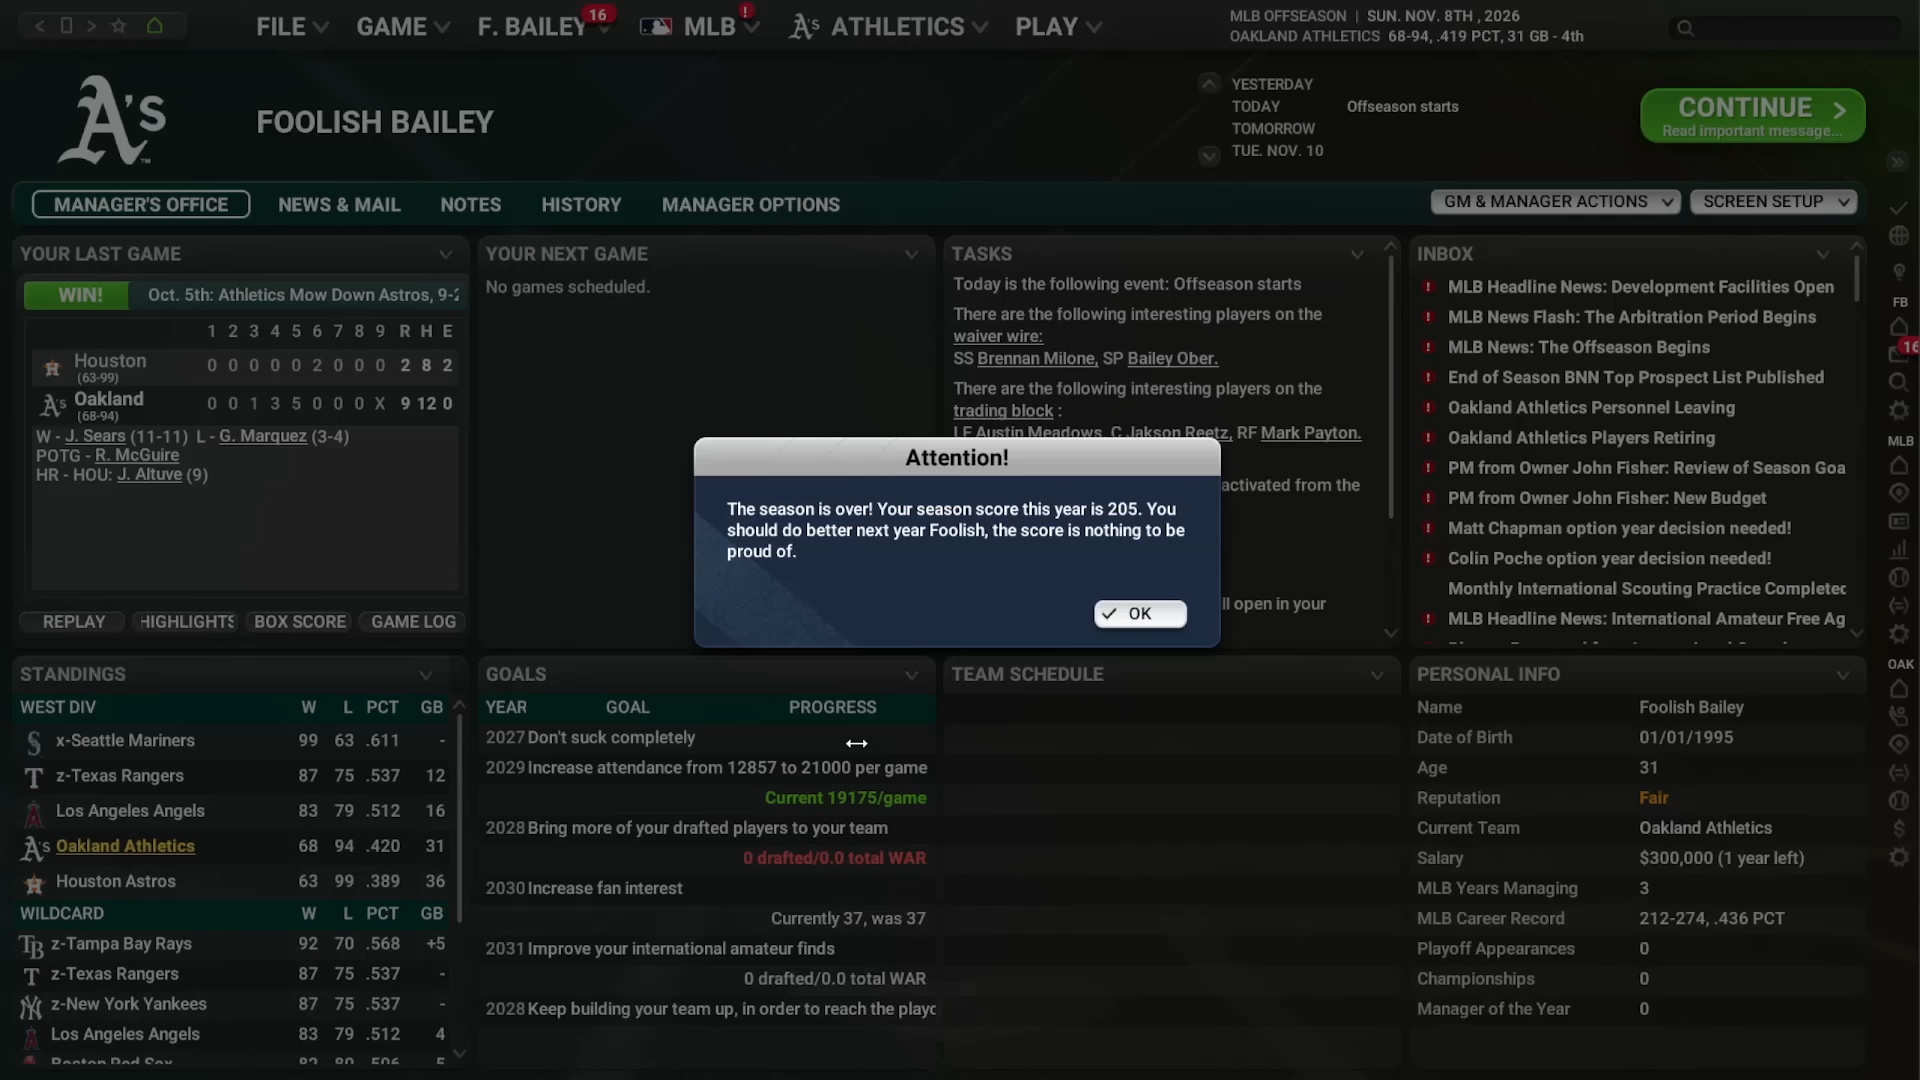 FILE
GAME
F. BAILEY
16
MLB
!
A's ATHLETICS
PLAY
MLB OFFSEASON | SUN. NOV. 8TH , 2026
OAKLAND ATHLETICS 68-94, .419 PCT, 31 GB - 4th
A's
FOOLISH BAILEY
YESTERDAY
TODAY Offseason starts
TOMORROW
TUE. NOV. 10
CONTINUE
Read important message...
MANAGER'S OFFICE
NEWS & MAIL
NOTES
HISTORY
MANAGER OPTIONS
GM & MANAGER ACTIONS
SCREEN SETUP
YOUR LAST GAME
WIN! Oct. 5th: Athletics Mow Down Astros, 9-2
1 2 3 4 5 6 7 8 9 R H E
Houston 0 0 0 0 0 2 0 0 0 2 8 2
(63-99)
Oakland 0 0 1 3 5 0 0 0 X 9 12 0
(68-94)
W - J. Sears (11-11) L - G. Marquez (3-4)
POTG - R. McGuire
HR - HOU: J. Altuve (9)
REPLAY
HIGHLIGHTS
BOX SCORE
GAME LOG
YOUR NEXT GAME
No games scheduled.
TASKS
Today is the following event: Offseason starts
There are the following interesting players on the
waiver wire:
SS Brennan Milone, SP Bailey Ober.
There are the following interesting players on the
trading block :
LF Austin Meadows, C Jakson Reetz, RF Mark Payton.
activated from the
ll open in your
INBOX
! MLB Headline News: Development Facilities Open
! MLB News Flash: The Arbitration Period Begins
! MLB News: The Offseason Begins
! End of Season BNN Top Prospect List Published
! Oakland Athletics Personnel Leaving
! Oakland Athletics Players Retiring
! PM from Owner John Fisher: Review of Season Goa
! PM from Owner John Fisher: New Budget
! Matt Chapman option year decision needed!
! Colin Poche option year decision needed!
Monthly International Scouting Practice Completed
! MLB Headline News: International Amateur Free Ag
Attention!
The season is over! Your season score this year is 205. You
should do better next year Foolish, the score is nothing to be
proud of.
OK
STANDINGS
WEST DIV W L PCT GB
x-Seattle Mariners 99 63 .611 -
z-Texas Rangers 87 75 .537 12
Los Angeles Angels 83 79 .512 16
Oakland Athletics 68 94 .420 31
Houston Astros 63 99 .389 36
WILDCARD W L PCT GB
z-Tampa Bay Rays 92 70 .568 +5
z-Texas Rangers 87 75 .537 -
z-New York Yankees 87 75 .537 -
Los Angeles Angels 83 79 .512 4
Boston Red Sox 82 80 .506 5
GOALS
YEAR GOAL PROGRESS
2027 Don't suck completely
2029 Increase attendance from 12857 to 21000 per game
Current 19175/game
2028 Bring more of your drafted players to your team
0 drafted/0.0 total WAR
2030 Increase fan interest
Currently 37, was 37
2031 Improve your international amateur finds
0 drafted/0.0 total WAR
2028 Keep building your team up, in order to reach the playo
TEAM SCHEDULE
PERSONAL INFO
Name Foolish Bailey
Date of Birth 01/01/1995
Age 31
Reputation Fair
Current Team Oakland Athletics
Salary $300,000 (1 year left)
MLB Years Managing 3
MLB Career Record 212-274, .436 PCT
Playoff Appearances 0
Championships 0
Manager of the Year 0
FB
16
MLB
OAK